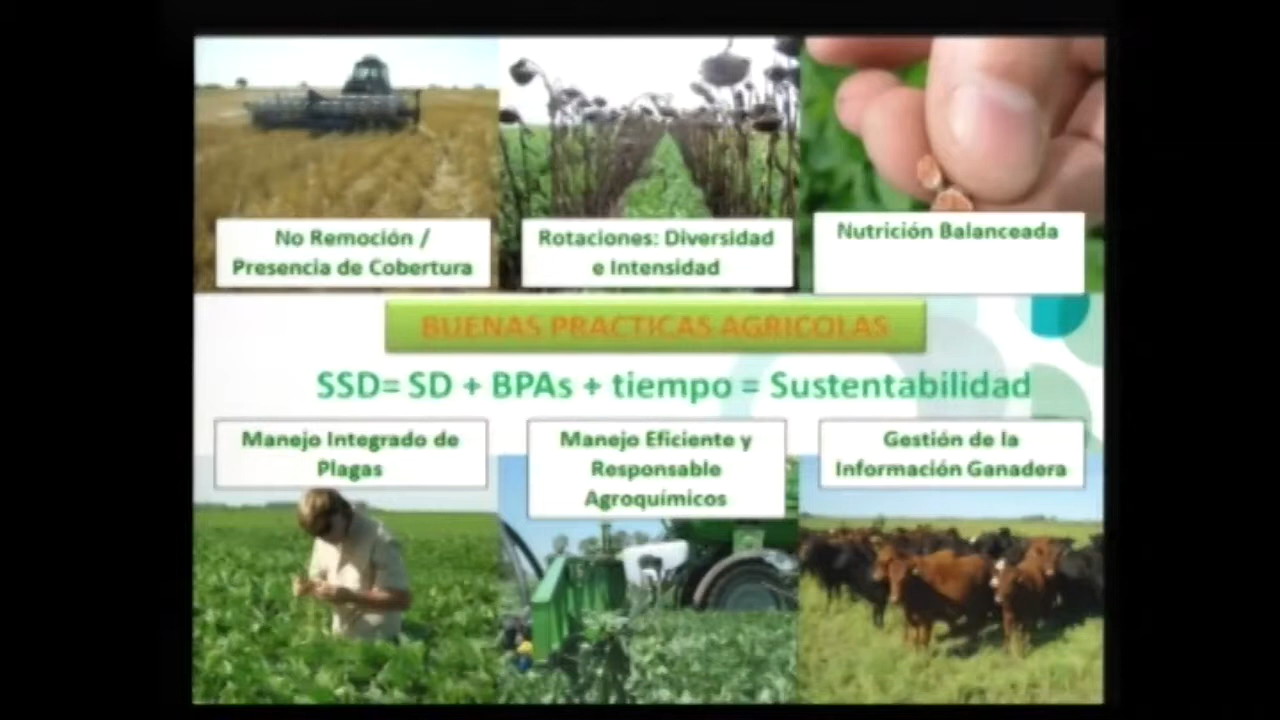 No Remoción /
Presencia de Cobertura
Rotaciones: Diversidad
e Intensidad
Nutrición Balanceada
BUENAS PRACTICAS AGRICOLAS
SSD= SD + BPAs + tiempo = Sustentabilidad
Manejo Integrado de
Plagas
Manejo Eficiente y
Responsable
Agroquímicos
Gestión de la
Información Ganadera